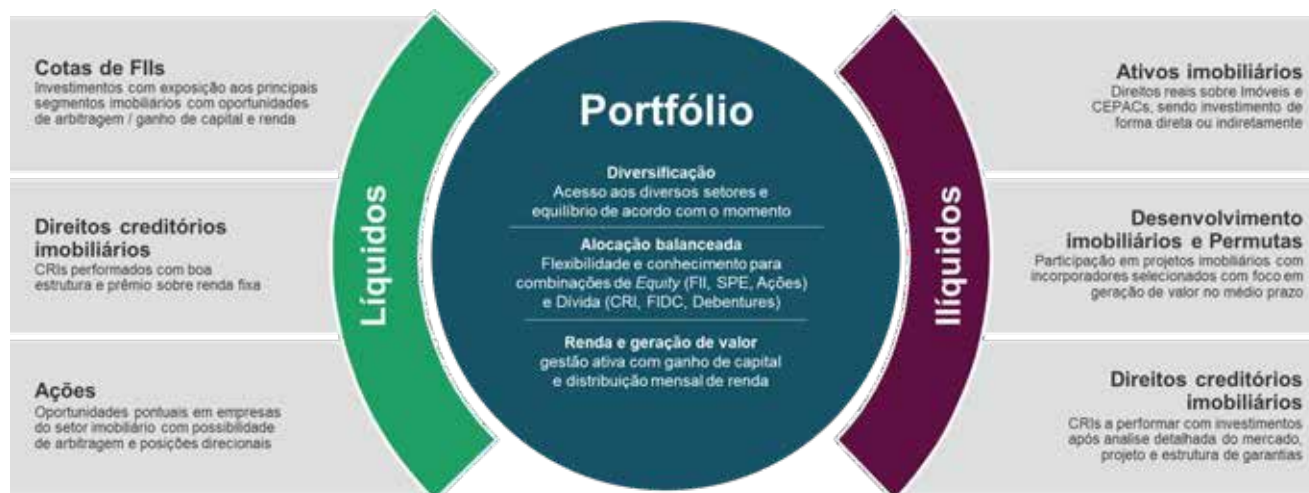 Cotas de FIIs
Investimentos com exposição aos principais
segmentos imobiliários com oportunidades
de arbitragem / ganho de capital e renda
Direitos creditórios
imobiliários
CRIs performados com boa
estrutura e prêmio sobre renda fixa
Ações
Oportunidades pontuais em empresas
do setor imobiliário com possibilidade
de arbitragem e posições direcionais
Líquidos
Portfólio
Diversificação
Acesso aos diversos setores e
equilíbrio de acordo com o momento
Alocação balanceada
Flexibilidade e conhecimento para
combinações de Equity (FII, SPE, Ações)
e Dívida (CRI, FIDC, Debentures)
Renda e geração de valor
gestão ativa com ganho de capital
e distribuição mensal de renda
Ilíquidos
Ativos imobiliários
Direitos reais sobre Imóveis e
CEPACs, sendo investimento de
forma direta ou indiretamente
Desenvolvimento
imobiliários e Permutas
Participação em projetos imobiliários com
incorporadores selecionados com foco em
geração de valor no médio prazo
Direitos creditórios
imobiliários
CRIs a performar com investimentos
após analise detalhada do mercado,
projeto e estrutura de garantias